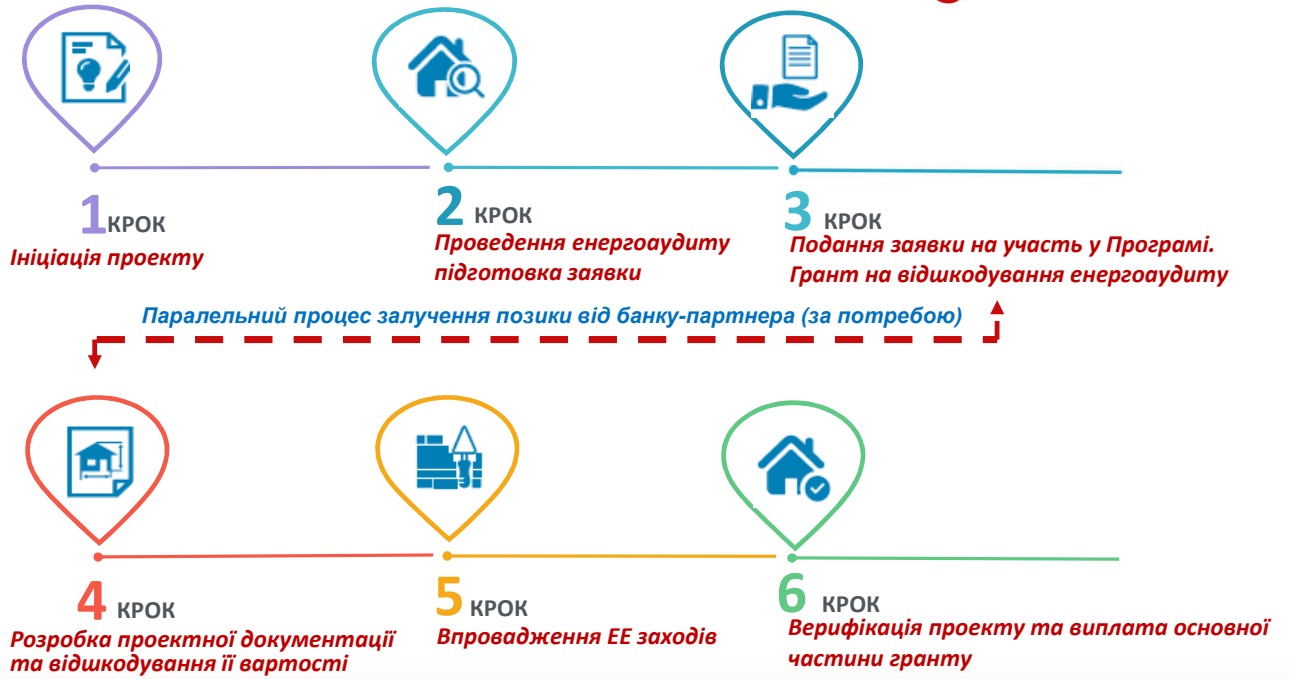 1 КРОК
Ініціація проекту
2 КРОК
Проведення енергоаудиту
підготовка заявки
3 КРОК
Подання заявки на участь у Програмі.
Грант на відшкодування енергоаудиту
Паралельний процес залучення позики від банку-партнера (за потребою)
4 КРОК
Розробка проектної документації
та відшкодування її вартості
5 КРОК
Впровадження ЕЕ заходів
6 КРОК
Верифікація проекту та виплата основної
частини гранту